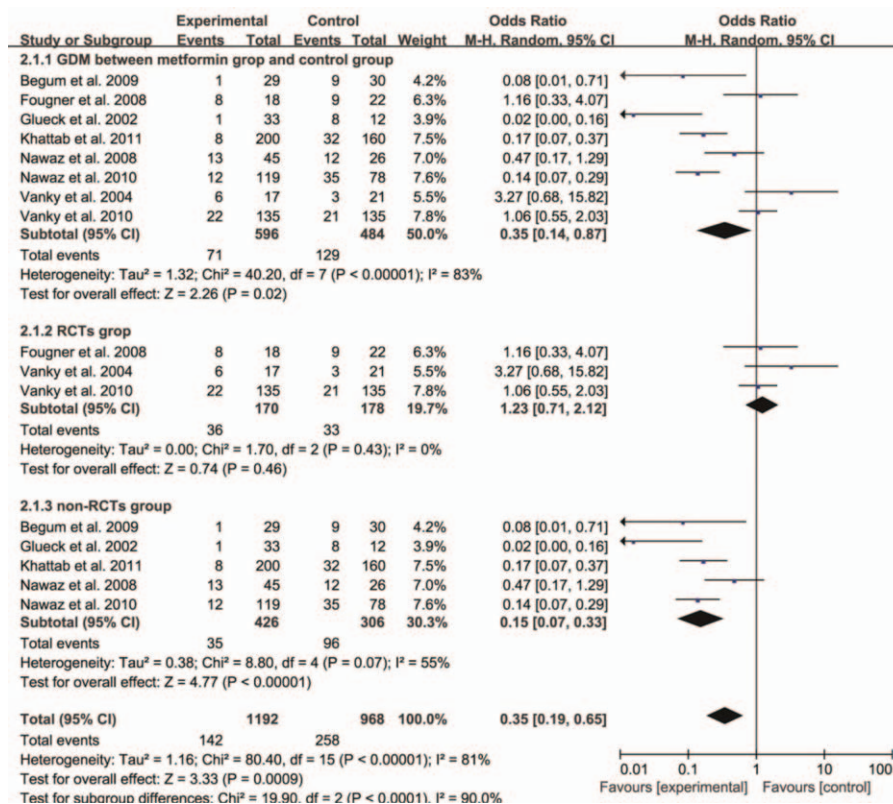 Experimental Control Odds Ratio Odds Ratio
Study or Subgroup Events Total Events Total Weight M-H, Random, 95% CI M-H, Random, 95% CI
2.1.1 GDM between metformin grop and control group
Begum et al. 2009 1 29 9 30 4.2% 0.08 [0.01, 0.71]
Fougner et al. 2008 8 18 9 22 6.3% 1.16 [0.33, 4.07]
Glueck et al. 2002 1 33 8 12 3.9% 0.02 [0.00, 0.16]
Khattab et al. 2011 8 200 32 160 7.5% 0.17 [0.07, 0.37]
Nawaz et al. 2008 13 45 12 26 7.0% 0.47 [0.17, 1.29]
Nawaz et al. 2010 12 119 35 78 7.6% 0.14 [0.07, 0.29]
Vanky et al. 2004 6 17 3 21 5.5% 3.27 [0.68, 15.82]
Vanky et al. 2010 22 135 21 135 7.8% 1.06 [0.55, 2.03]
Subtotal (95% CI) 596 484 50.0% 0.35 [0.14, 0.87]
Total events 71 129
Heterogeneity: Tau² = 1.32; Chi² = 40.20, df = 7 (P < 0.00001); I² = 83%
Test for overall effect: Z = 2.26 (P = 0.02)
2.1.2 RCTs grop
Fougner et al. 2008 8 18 9 22 6.3% 1.16 [0.33, 4.07]
Vanky et al. 2004 6 17 3 21 5.5% 3.27 [0.68, 15.82]
Vanky et al. 2010 22 135 21 135 7.8% 1.06 [0.55, 2.03]
Subtotal (95% CI) 170 178 19.7% 1.23 [0.71, 2.12]
Total events 36 33
Heterogeneity: Tau² = 0.00; Chi² = 1.70, df = 2 (P = 0.43); I² = 0%
Test for overall effect: Z = 0.74 (P = 0.46)
2.1.3 non-RCTs group
Begum et al. 2009 1 29 9 30 4.2% 0.08 [0.01, 0.71]
Glueck et al. 2002 1 33 8 12 3.9% 0.02 [0.00, 0.16]
Khattab et al. 2011 8 200 32 160 7.5% 0.17 [0.07, 0.37]
Nawaz et al. 2008 13 45 12 26 7.0% 0.47 [0.17, 1.29]
Nawaz et al. 2010 12 119 35 78 7.6% 0.14 [0.07, 0.29]
Subtotal (95% CI) 426 306 30.3% 0.15 [0.07, 0.33]
Total events 35 96
Heterogeneity: Tau² = 0.38; Chi² = 8.80, df = 4 (P = 0.07); I² = 55%
Test for overall effect: Z = 4.77 (P < 0.00001)
Total (95% CI) 1192 968 100.0% 0.35 [0.19, 0.65]
Total events 142 258
Heterogeneity: Tau² = 1.16; Chi² = 80.40, df = 15 (P < 0.00001); I² = 81%
Test for overall effect: Z = 3.33 (P = 0.0009)
Test for subgroup differences: Chi² = 19.90, df = 2 (P < 0.0001), I² = 90.0%
0.01 0.1 1 10 100
Favours [experimental] Favours [control]